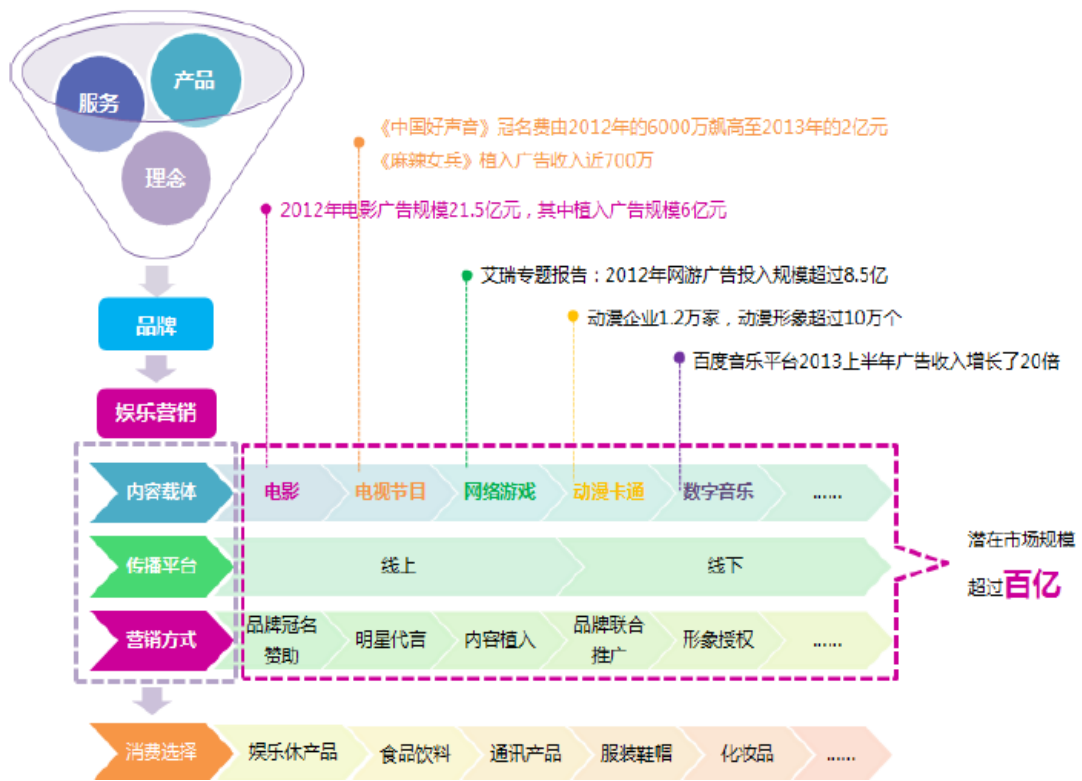 产品
服务
理念
《中国好声音》冠名费由2012年的6000万飙高至2013年的2亿元
《麻辣女兵》植入广告收入近700万
2012年电影广告规模21.5亿元，其中植入广告规模6亿元
艾瑞专题报告：2012年网游广告投入规模超过8.5亿
品牌
动漫企业1.2万家，动漫形象超过10万个
百度音乐平台2013上半年广告收入增长了20倍
娱乐营销
内容载体 电影 电视节目 网络游戏 动漫卡通 数字音乐 ......
潜在市场规模
超过百亿
传播平台 线上 线下
营销方式 品牌冠名
赞助 明星代言 内容植入 品牌联合
推广 形象授权 ......
消费选择 娱乐休产品 食品饮料 通讯产品 服装鞋帽 化妆品 ......